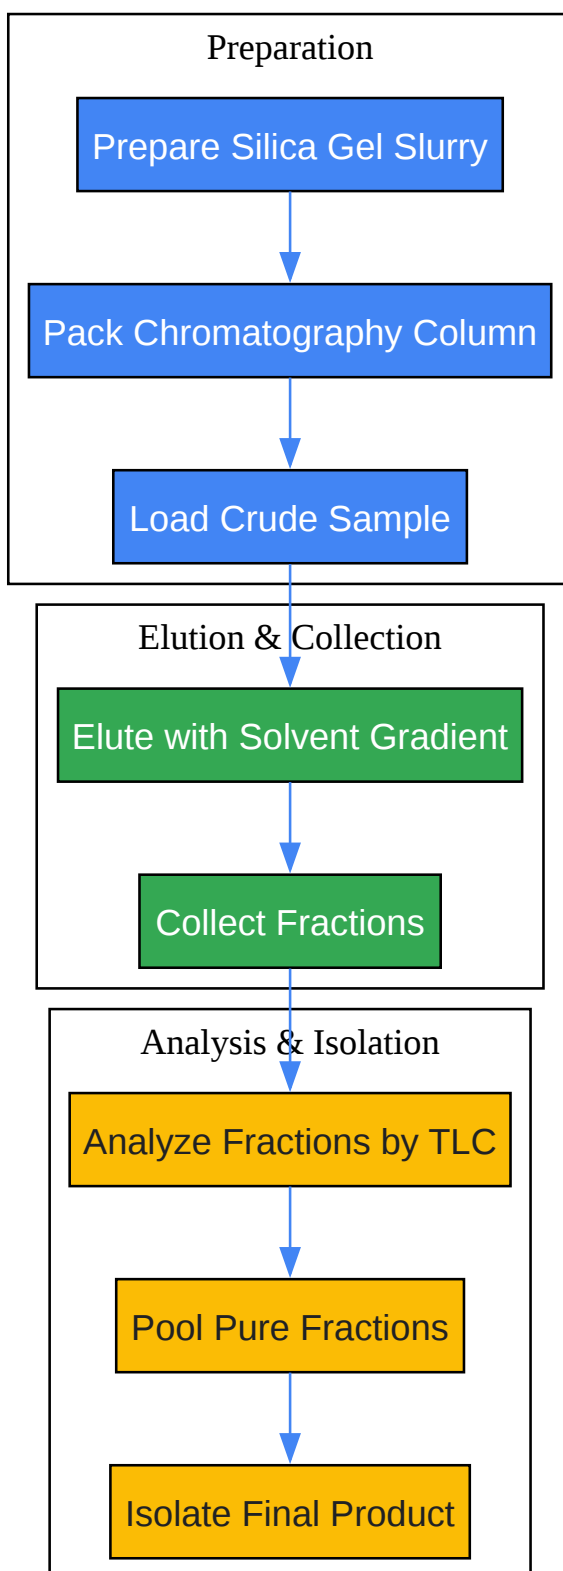 Preparation
Prepare Silica Gel Slurry
Pack Chromatography Column
Load Crude Sample
Elution & Collection
Elute with Solvent Gradient
Collect Fractions
Analysis & Isolation
Analyze Fractions by TLC
Pool Pure Fractions
Isolate Final Product